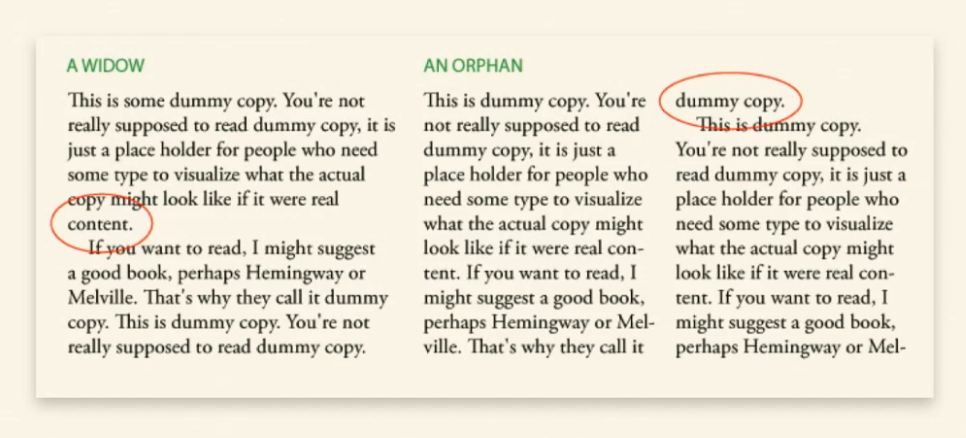 A WIDOW
This is some dummy copy. You're not
really supposed to read dummy copy, it is
just a place holder for people who need
some type to visualize what the actual
copy might look like if it were real
content.
If you want to read, I might suggest
a good book, perhaps Hemingway or
Melville. That's why they call it dummy
copy. This is dummy copy. You're not
really supposed to read dummy copy.
AN ORPHAN
This is dummy copy. You're
not really supposed to read
dummy copy, it is just a
place holder for people who
need some type to visualize
what the actual copy might
look like if it were real con-
tent. If you want to read, I
might suggest a good book,
perhaps Hemingway or Mel-
ville. That's why they call it
dummy copy.
This is dummy copy.
You're not really supposed to
read dummy copy, it is just a
place holder for people who
need some type to visualize
what the actual copy might
look like if it were real con-
tent. If you want to read, I
might suggest a good book,
perhaps Hemingway or Mel-